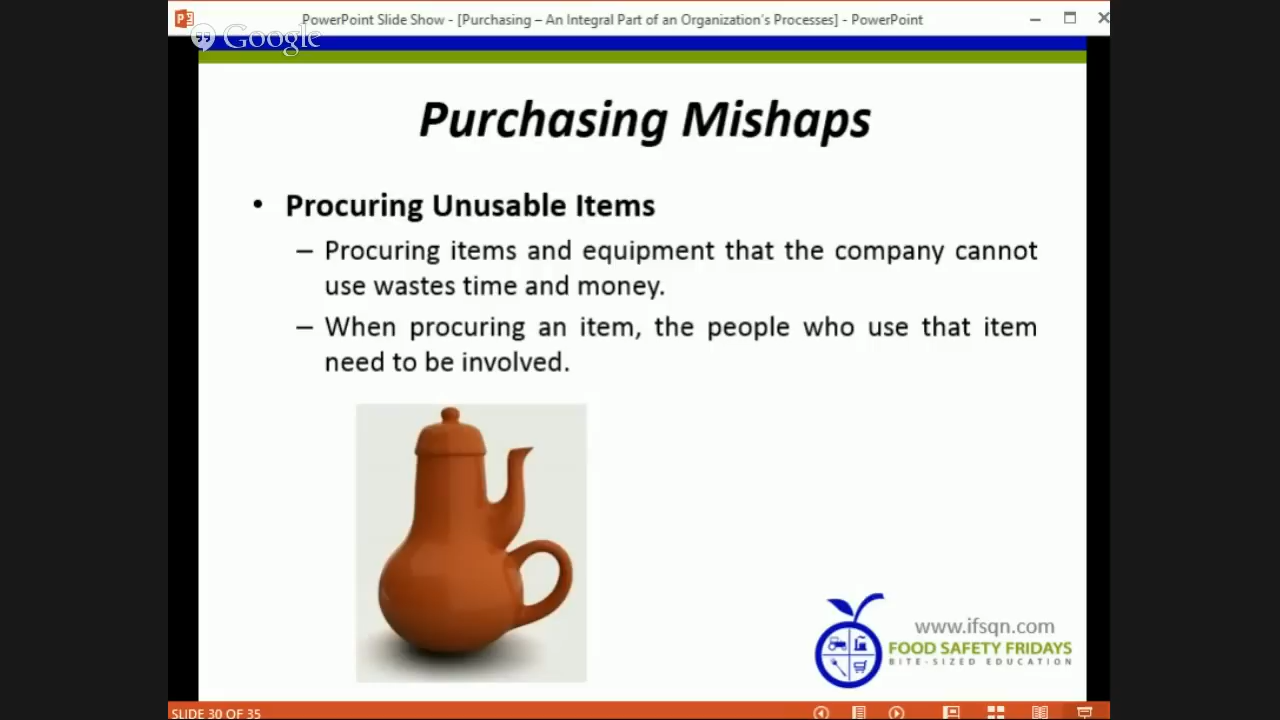 PowerPoint Slide Show - [Purchasing – An Integral Part of an Organization's Processes] - PowerPoint
Google
Purchasing Mishaps
• Procuring Unusable Items
– Procuring items and equipment that the company cannot
use wastes time and money.
– When procuring an item, the people who use that item
need to be involved.
www.ifsqn.com
FOOD SAFETY FRIDAYS
BITE-SIZED EDUCATION
SLIDE 30 OF 35